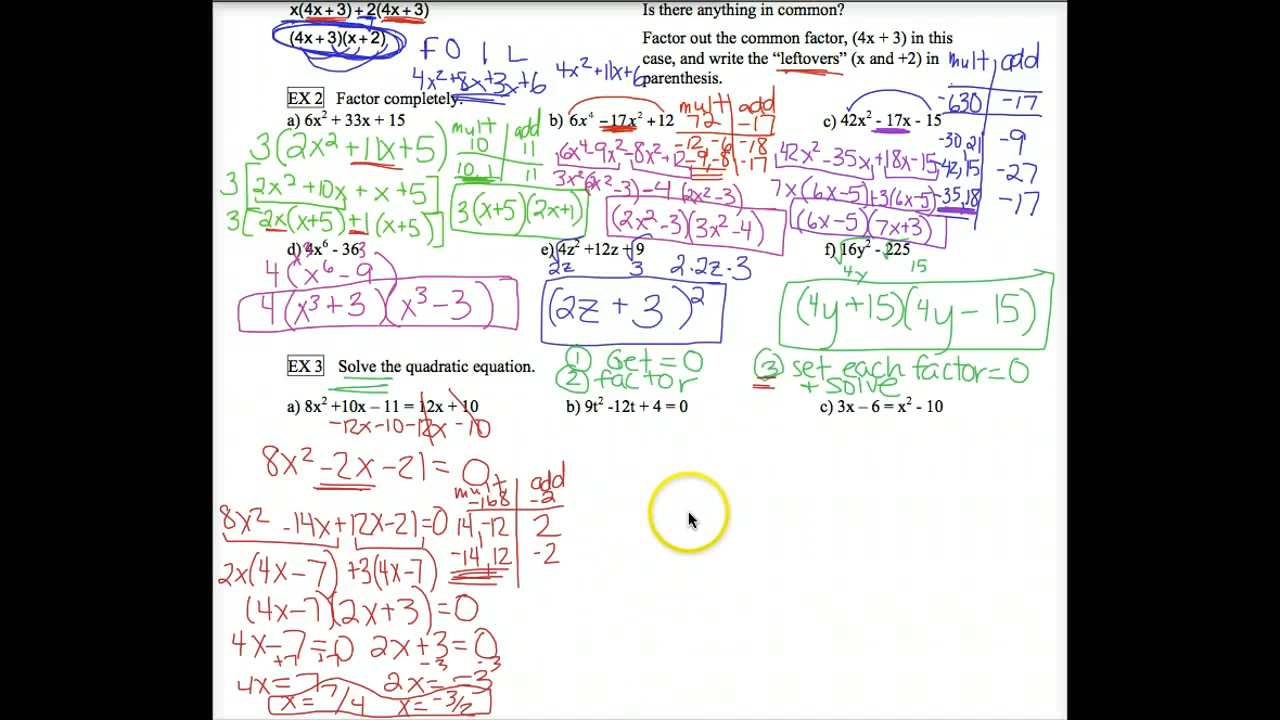 x(4x + 3) + 2(4x + 3)
(4x + 3)(x + 2)
F O I L
4x² + 8x + 3x + 6
4x² + 11x + 6
Is there anything in common?
Factor out the common factor, (4x + 3) in this
case, and write the “leftovers” (x and +2) in
parenthesis.
EX 2 Factor completely.
a) 6x² + 33x + 15
3(2x² + 11x + 5)
mult add
10 11
10, 1 11
3[2x² + 10x + x + 5]
3[2x(x+5) + 1(x+5)]
3(x+5)(2x+1)
b) 6x⁴ – 17x² + 12
mult add
72 -17
-12, -6 -18
-9, -8 -17
6x⁴ - 9x² - 8x² + 12
3x²(2x² - 3) - 4(2x² - 3)
(2x² - 3)(3x² - 4)
c) 42x² - 17x - 15
mult add
-630 -17
-30, 21 -9
-42, 15 -27
-35, 18 -17
42x² - 35x + 18x - 15
7x(6x - 5) + 3(6x - 5)
(6x - 5)(7x + 3)
d) 4x⁶ - 36
4(x⁶ - 9)
4(x³ + 3)(x³ - 3)
e) 4z² + 12z + 9
2z 3 2·2z·3
(2z + 3)²
f) 16y² - 225
4y 15
(4y + 15)(4y - 15)
EX 3 Solve the quadratic equation.
① Get = 0
② factor
③ set each factor = 0
+ solve
a) 8x² +10x – 11 = 12x + 10
-12x - 10 - 12x - 10
8x² - 2x - 21 = 0
mult add
-168 -2
14, -12 2
-14, 12 -2
8x² - 14x + 12x - 21 = 0
2x(4x - 7) + 3(4x - 7)
(4x - 7)(2x + 3) = 0
4x - 7 = 0 2x + 3 = 0
+7 +7 -3 -3
4x = 7 2x = -3
x = 7/4 x = -3/2
b) 9t² -12t + 4 = 0
c) 3x – 6 = x² - 10